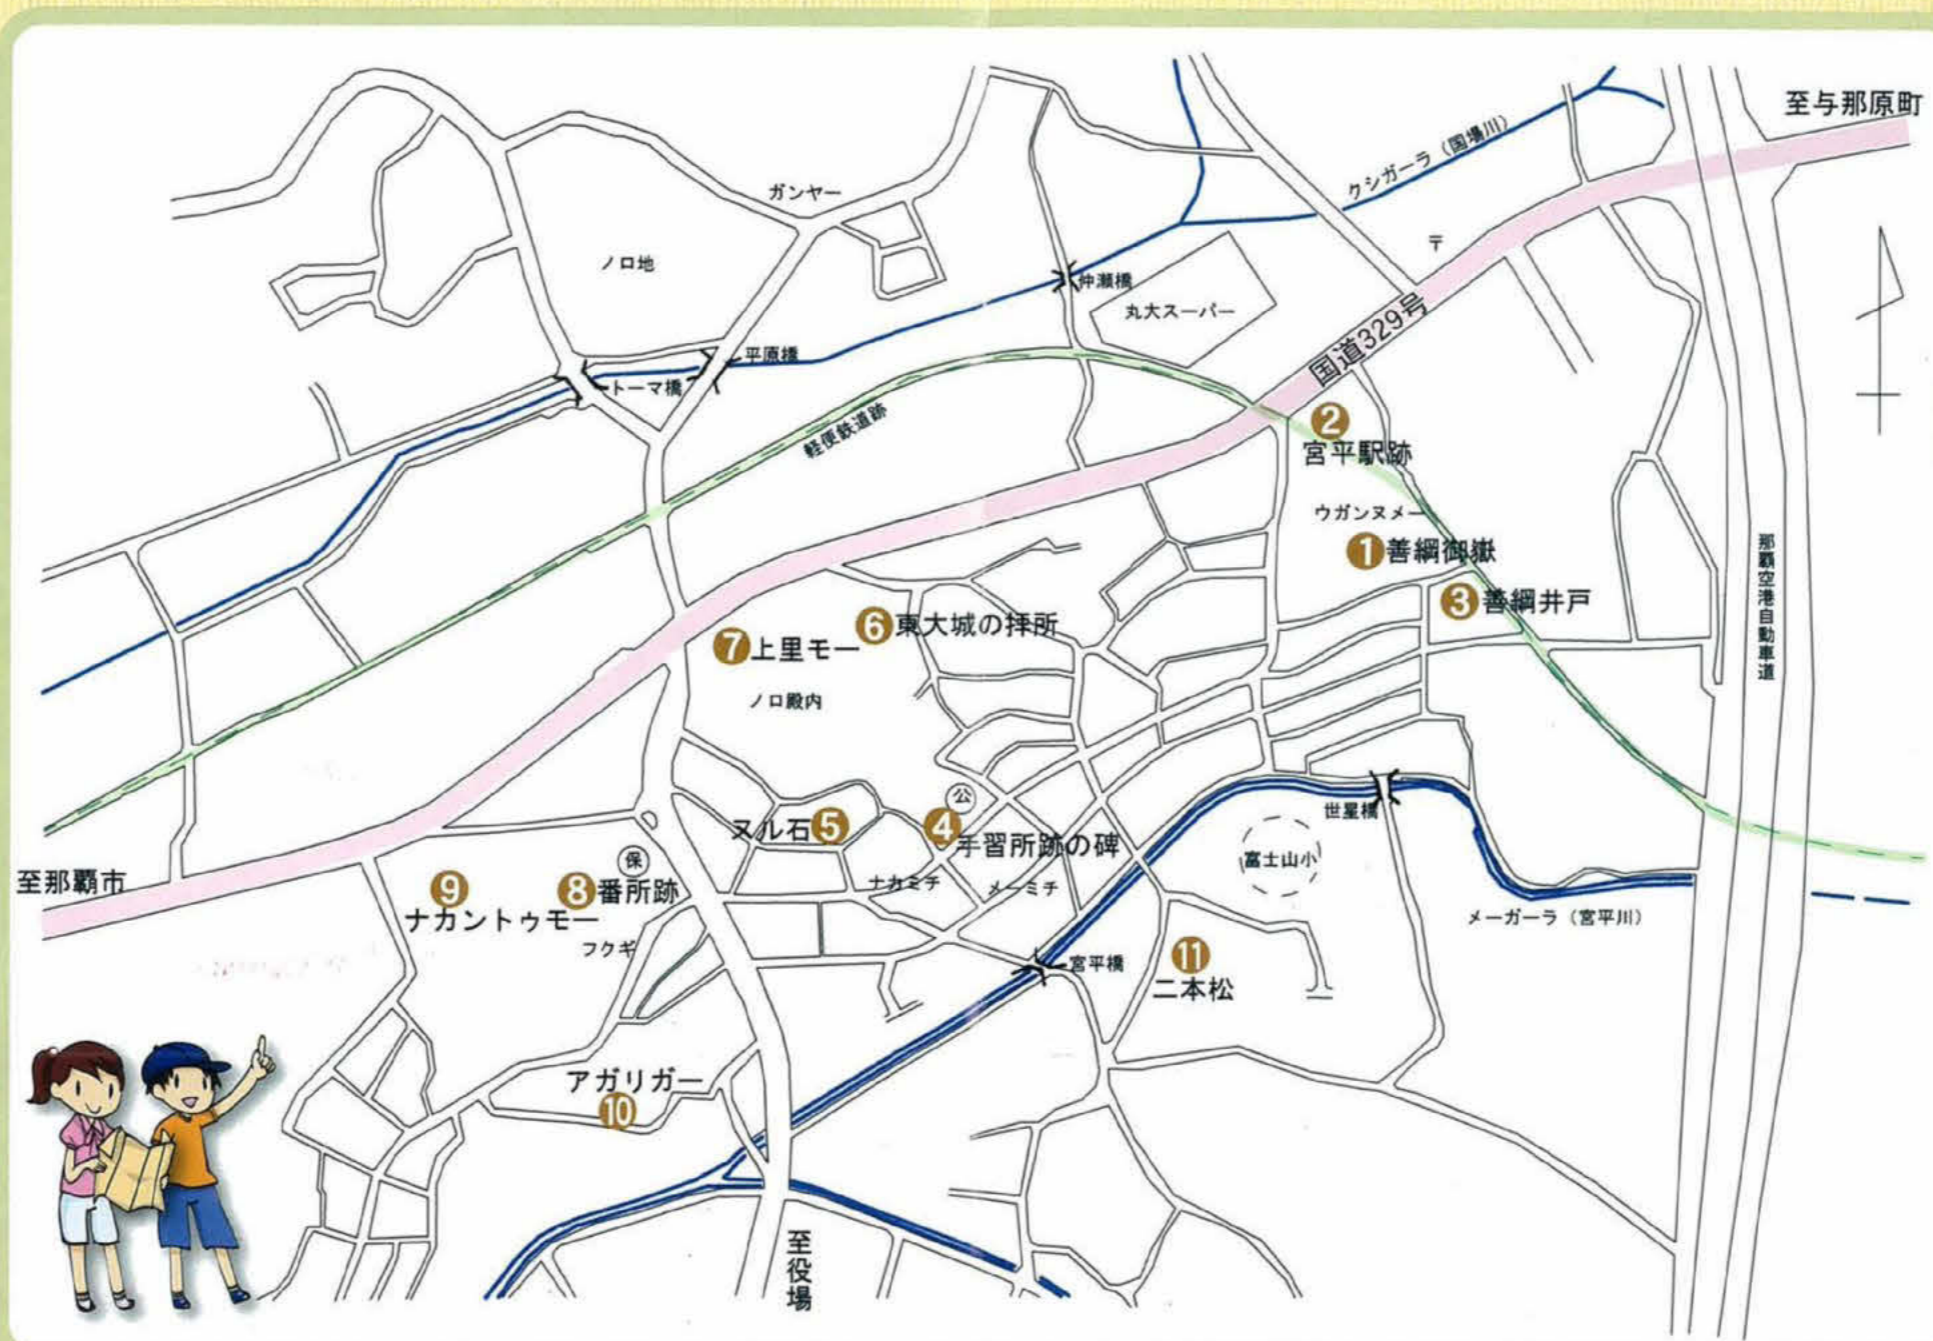 至与那原町
クシガーラ（国場川）
ガンヤー
〒
ノロ地
仲瀬橋
丸大スーパー
国道329号
平原橋
トーマ橋
軽便鉄道跡
2
宮平駅跡
ウガンヌメー
1 善綱御嶽
那覇空港自動車道
3 善綱井戸
6 東大城の拝所
7 上里モー
ノロ殿内
公
世星橋
ヌル石 5
4
手習所跡の碑
富士山小
保
至那覇市
ナカミチ
メーミチ
9
ナカントゥモー
8 番所跡
メーガーラ（宮平川）
フクギ
宮平橋
11
二本松
アガリガー
10
至役場